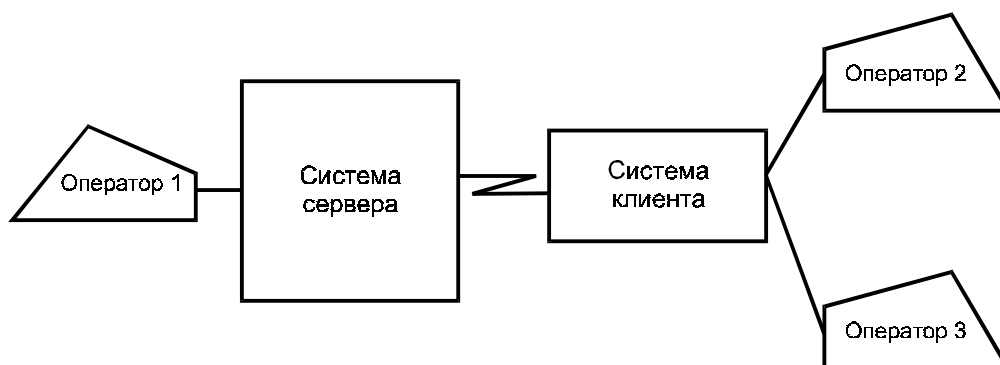 Оператор 1
Система
сервера
Система
клиента
Оператор 2
Оператор 3